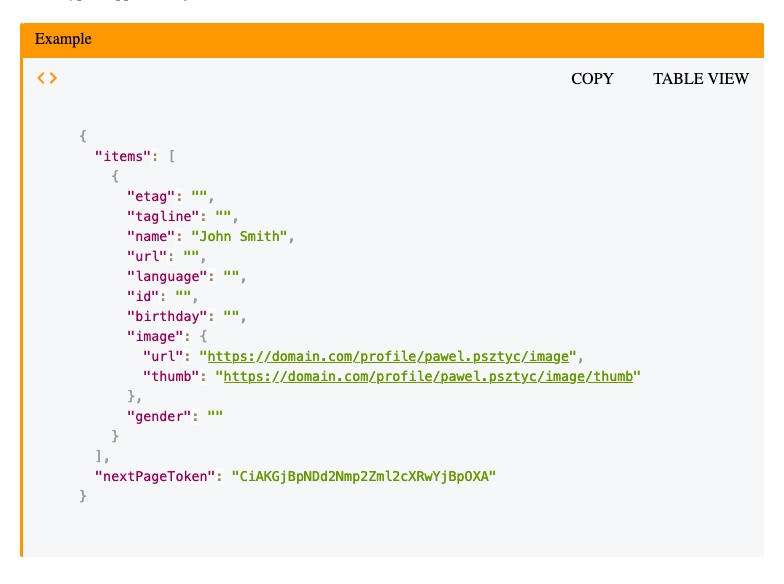 Example
<> COPY TABLE VIEW
{
"items": [
{
"etag": "",
"tagline": "",
"name": "John Smith",
"url": "",
"language": "",
"id": "",
"birthday": "",
"image": {
"url": "https://domain.com/profile/pawel.psztyc/image",
"thumb": "https://domain.com/profile/pawel.psztyc/image/thumb"
},
"gender": ""
}
],
"nextPageToken": "CiAKGjBpNDd2Nmp2Zml2cXRwYjBpOXA"
}